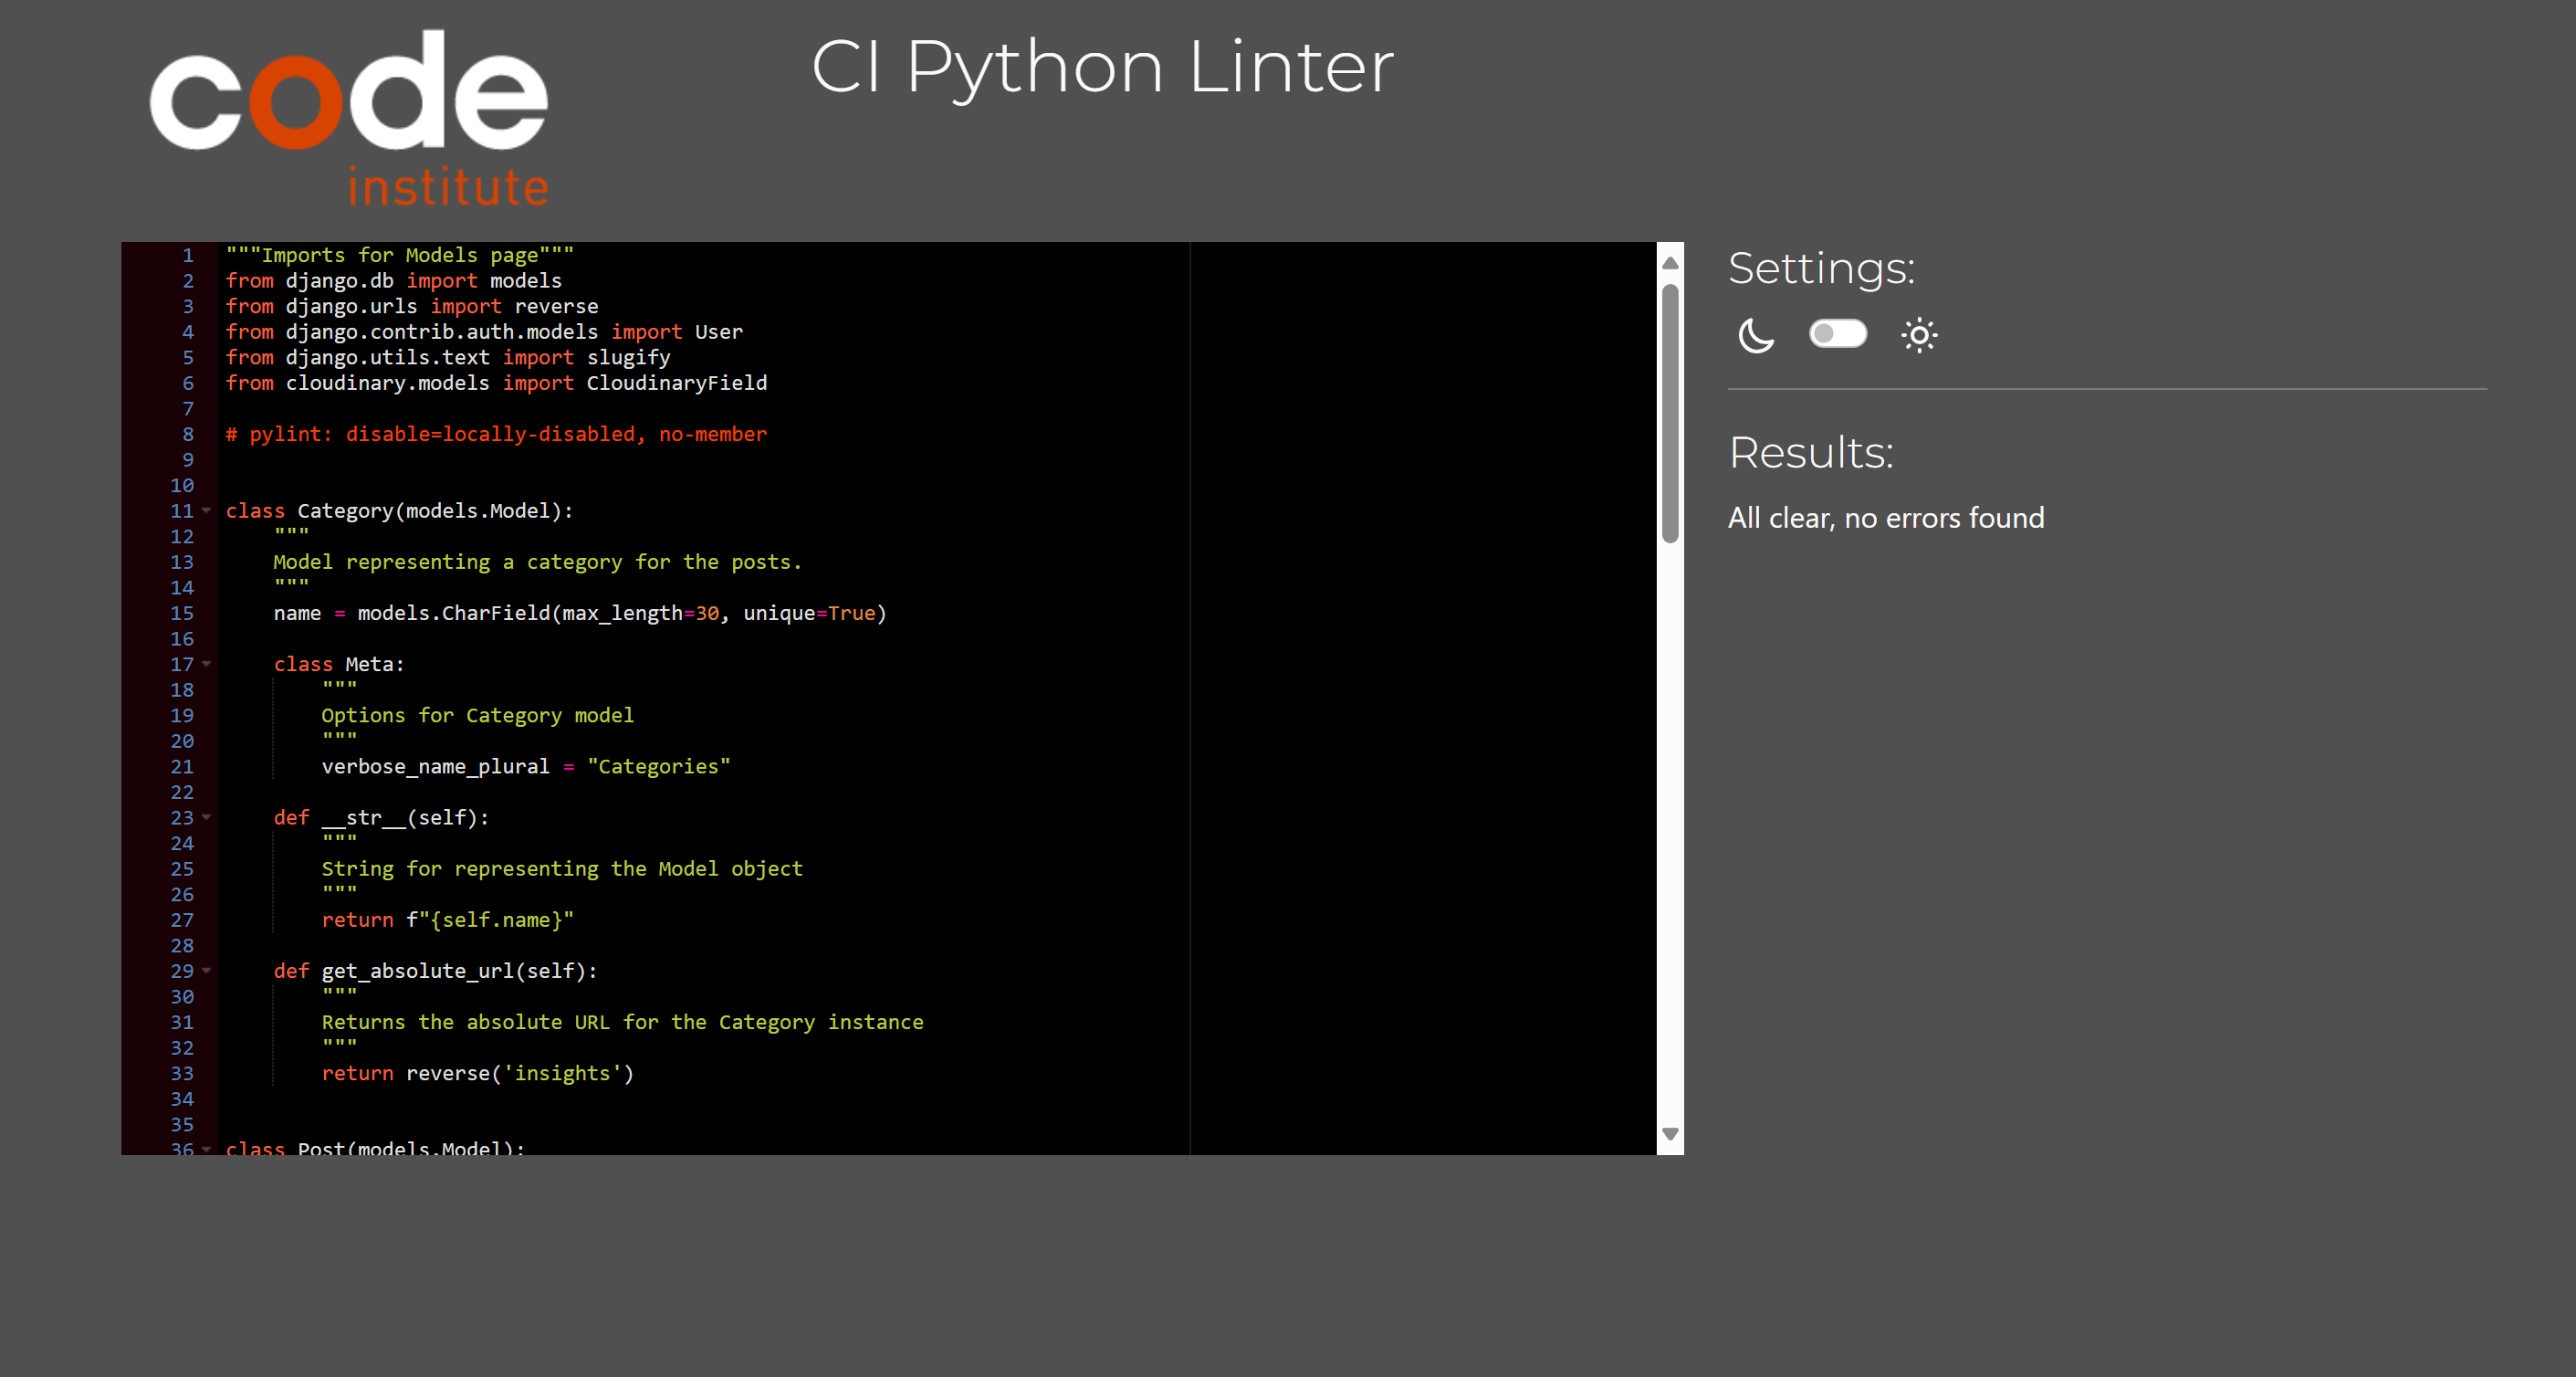 code
institute
CI Python Linter
1 """Imports for Models page"""
2 from django.db import models
3 from django.urls import reverse
4 from django.contrib.auth.models import User
5 from django.utils.text import slugify
6 from cloudinary.models import CloudinaryField
7
8 # pylint: disable=locally-disabled, no-member
9
10
11 class Category(models.Model):
12     """
13     Model representing a category for the posts.
14     """
15     name = models.CharField(max_length=30, unique=True)
16
17     class Meta:
18         """
19         Options for Category model
20         """
21         verbose_name_plural = "Categories"
22
23     def __str__(self):
24         """
25         String for representing the Model object
26         """
27         return f"{self.name}"
28
29     def get_absolute_url(self):
30         """
31         Returns the absolute URL for the Category instance
32         """
33         return reverse('insights')
34
35
36 class Post(models.Model):
Settings:
Results:
All clear, no errors found